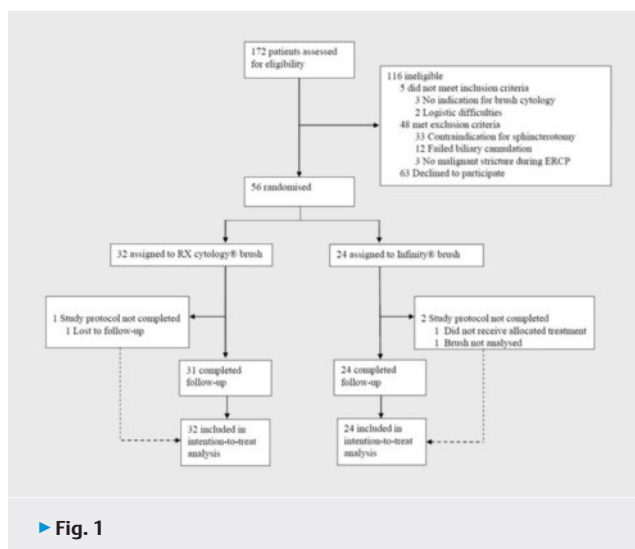 172 patients assessed
for eligibility
116 ineligible
5 did not meet inclusion criteria
3 No indication for brush cytology
2 Logistic difficulties
48 met exclusion criteria
33 Contraindication for sphincterotomy
12 Failed biliary cannulation
3 No malignant stricture during ERCP
63 Declined to participate
56 randomised
32 assigned to RX cytology® brush
24 assigned to Infinity® brush
1 Study protocol not completed
1 Lost to follow-up
2 Study protocol not completed
1 Did not receive allocated treatment
1 Brush not analysed
31 completed
follow-up
24 completed
follow-up
32 included in
intention-to-treat
analysis
24 included in
intention-to-treat
analysis
► Fig. 1